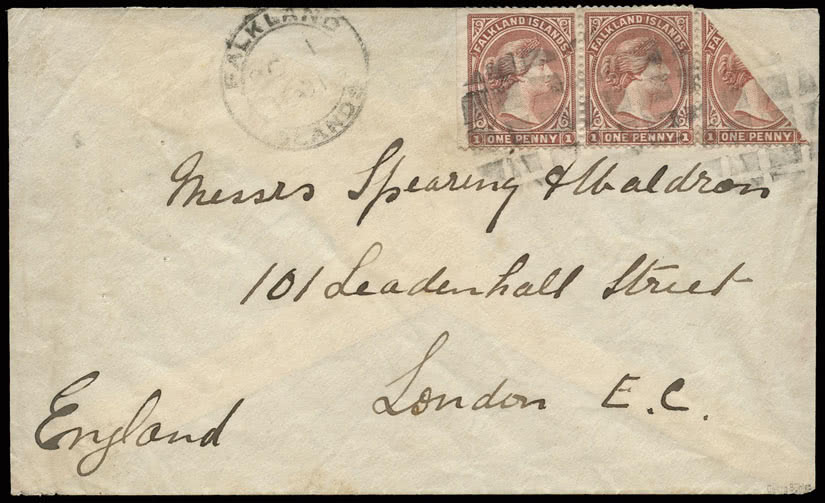 FALKLAND
ISLANDS
FALKLAND ISLANDS
1 ONE PENNY 1
FALKLAND ISLANDS
1 ONE PENNY 1
FALK
1 ONE PENNY
Messrs Spearing & Waldron
101 Leadenhall Street
London E.C.
England